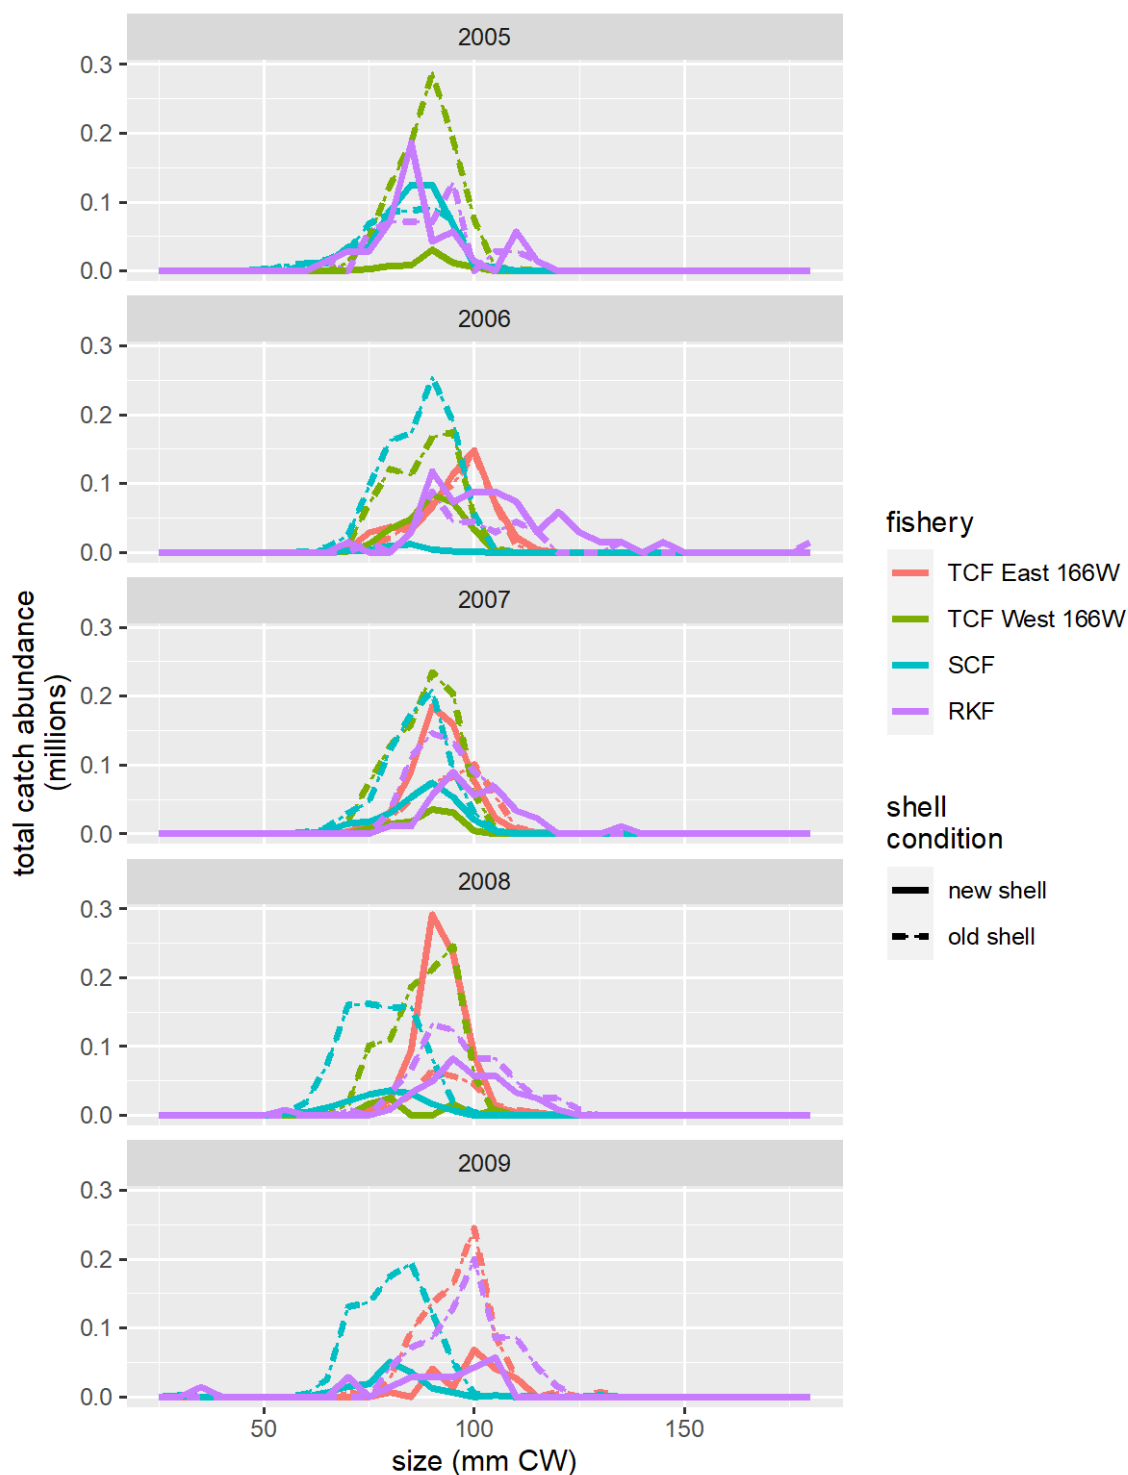 2005
0.3
0.2
0.1
0.0
2006
0.3
0.2
0.1
0.0
2007
0.3
0.2
0.1
0.0
2008
0.3
0.2
0.1
0.0
2009
0.3
0.2
0.1
0.0
50
100
150
size (mm CW)
total catch abundance
(millions)
fishery
TCF East 166W
TCF West 166W
SCF
RKF
shell
condition
new shell
old shell